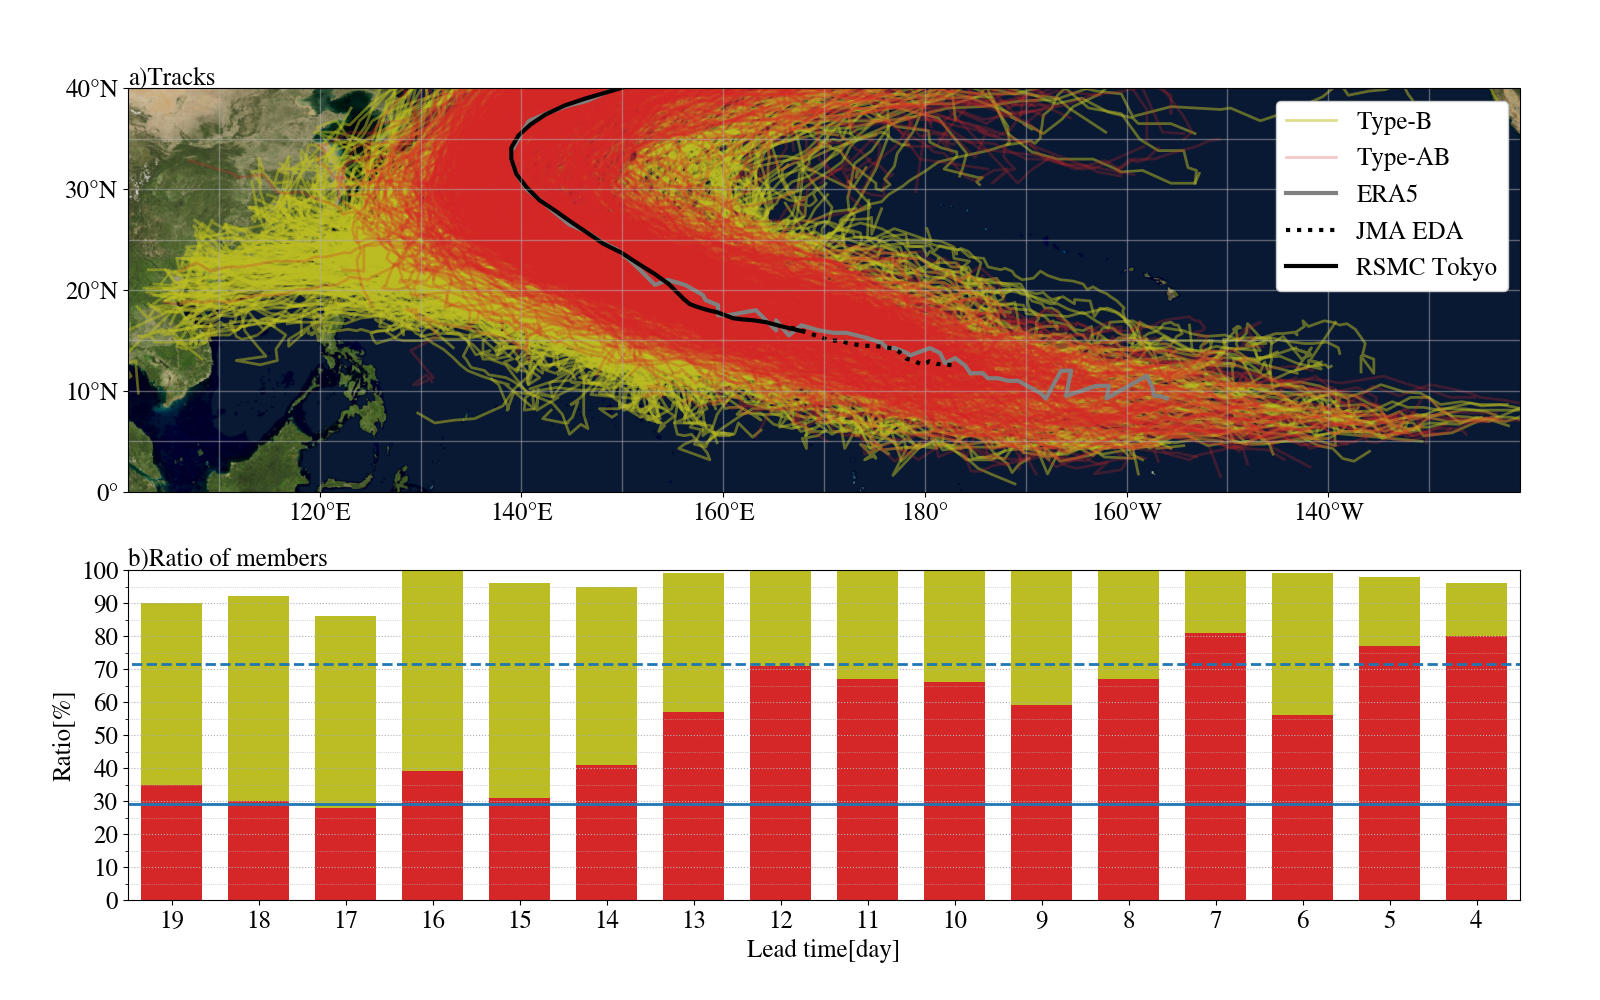 a)Tracks
40°N
30°N
20°N
10°N
0°
120°E
140°E
160°E
180°
160°W
140°W
Type-B
Type-AB
ERA5
JMA EDA
RSMC Tokyo
b)Ratio of members
Ratio[%]
100
90
80
70
60
50
40
30
20
10
0
19
18
17
16
15
14
13
12
11
10
9
8
7
6
5
4
Lead time[day]